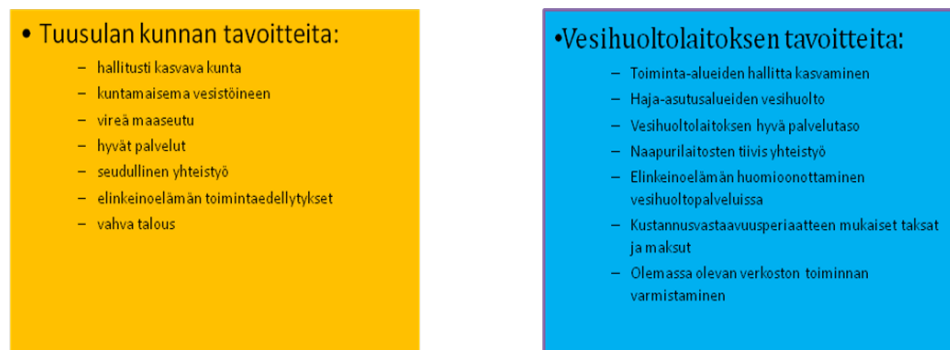 • Tuusulan kunnan tavoitteita:
– hallitusti kasvava kunta
– kuntamaisema vesistöineen
– vireä maaseutu
– hyvät palvelut
– seudullinen yhteistyö
– elinkeinoelämän toimintaedellytykset
– vahva talous
•Vesihuoltolaitoksen tavoitteita:
– Toiminta-alueiden hallitta kasvaminen
– Haja-asutusalueiden vesihuolto
– Vesihuoltolaitoksen hyvä palvelutaso
– Naapurilaitosten tiivis yhteistyö
– Elinkeinoelämän huomioonottaminen
vesihuoltopalveluissa
– Kustannusvastaavuusperiaatteen mukaiset taksat
ja maksut
– Olemassa olevan verkoston toiminnan
varmistaminen